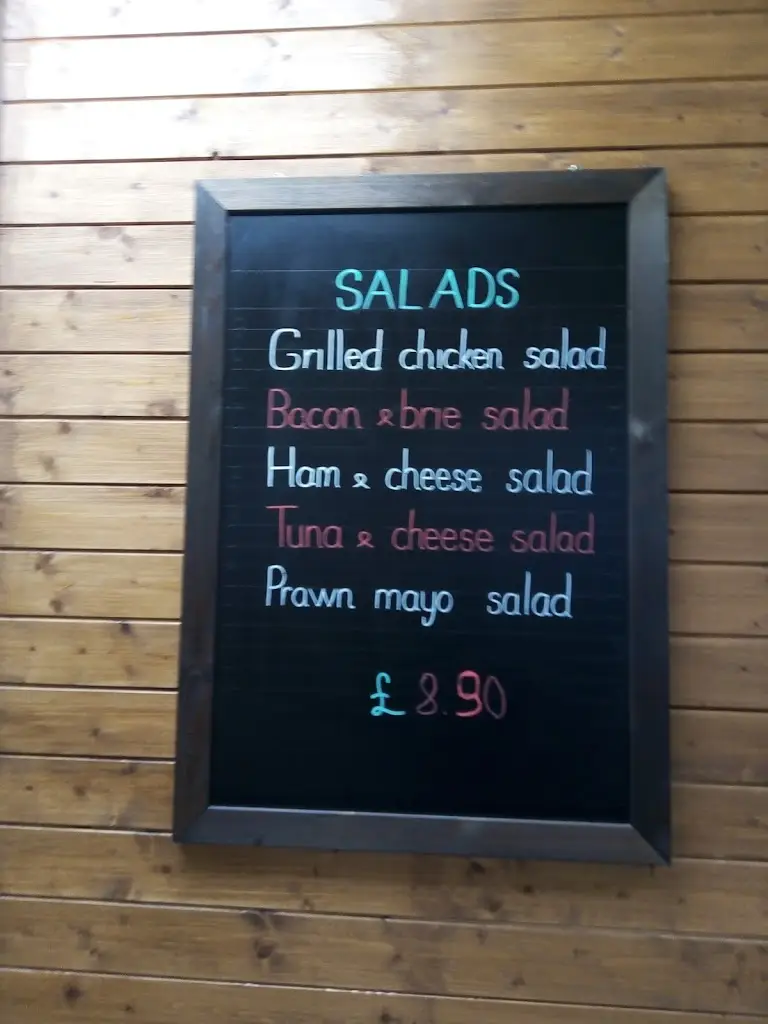 SALADS
Grilled chicken salad
Bacon & brie salad
Ham & cheese salad
Tuna & cheese salad
Prawn mayo salad
£8.90